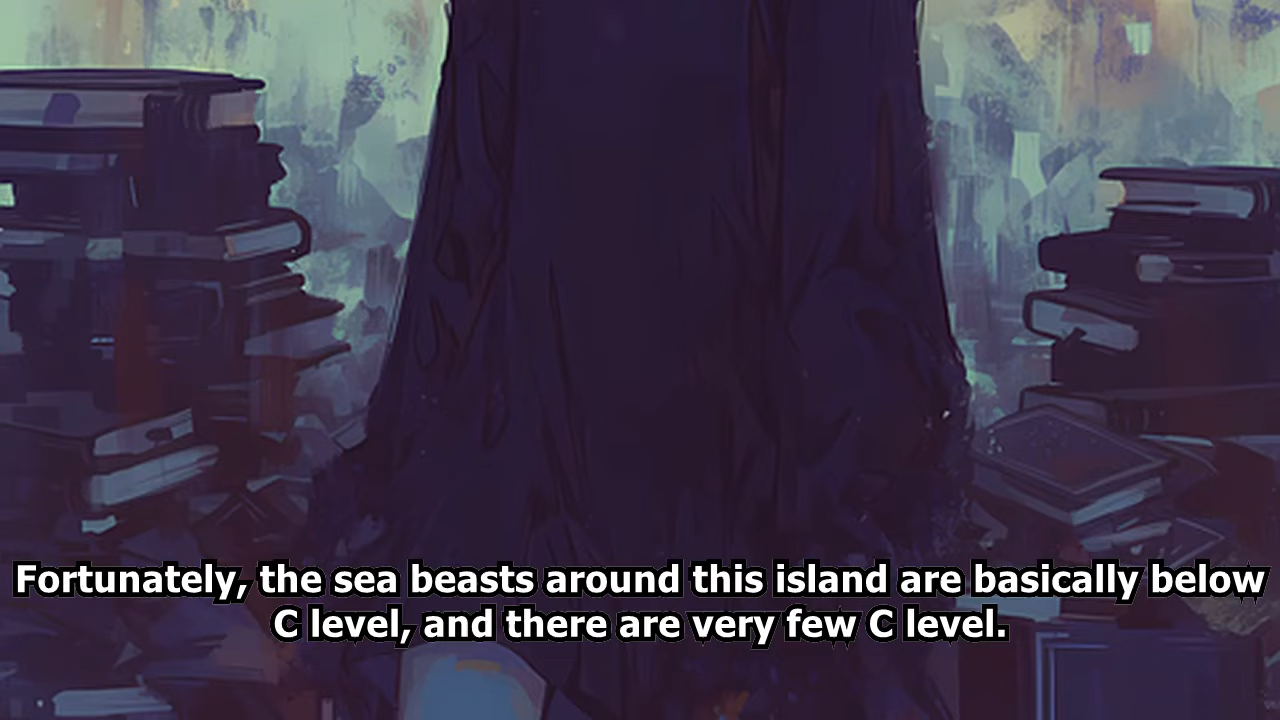 Fortunately, the sea beasts around this island are basically below
C level, and there are very few C level.